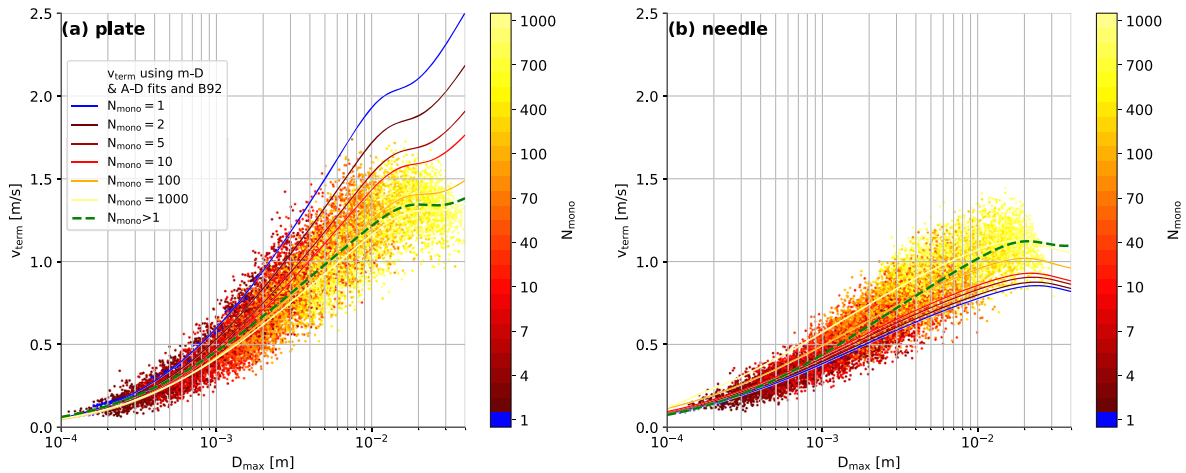 (a) plate
2.5
2.0
1.5
1.0
0.5
0.0
v_term [m/s]
v_term using m-D
& A-D fits and B92
N_mono = 1
N_mono = 2
N_mono = 5
N_mono = 10
N_mono = 100
N_mono = 1000
N_mono>1
10^-4
10^-3
10^-2
D_max [m]
1000
700
400
100
70
40
10
7
4
1
N_mono
(b) needle
2.5
2.0
1.5
1.0
0.5
0.0
v_term [m/s]
10^-4
10^-3
10^-2
D_max [m]
1000
700
400
100
70
40
10
7
4
1
N_mono